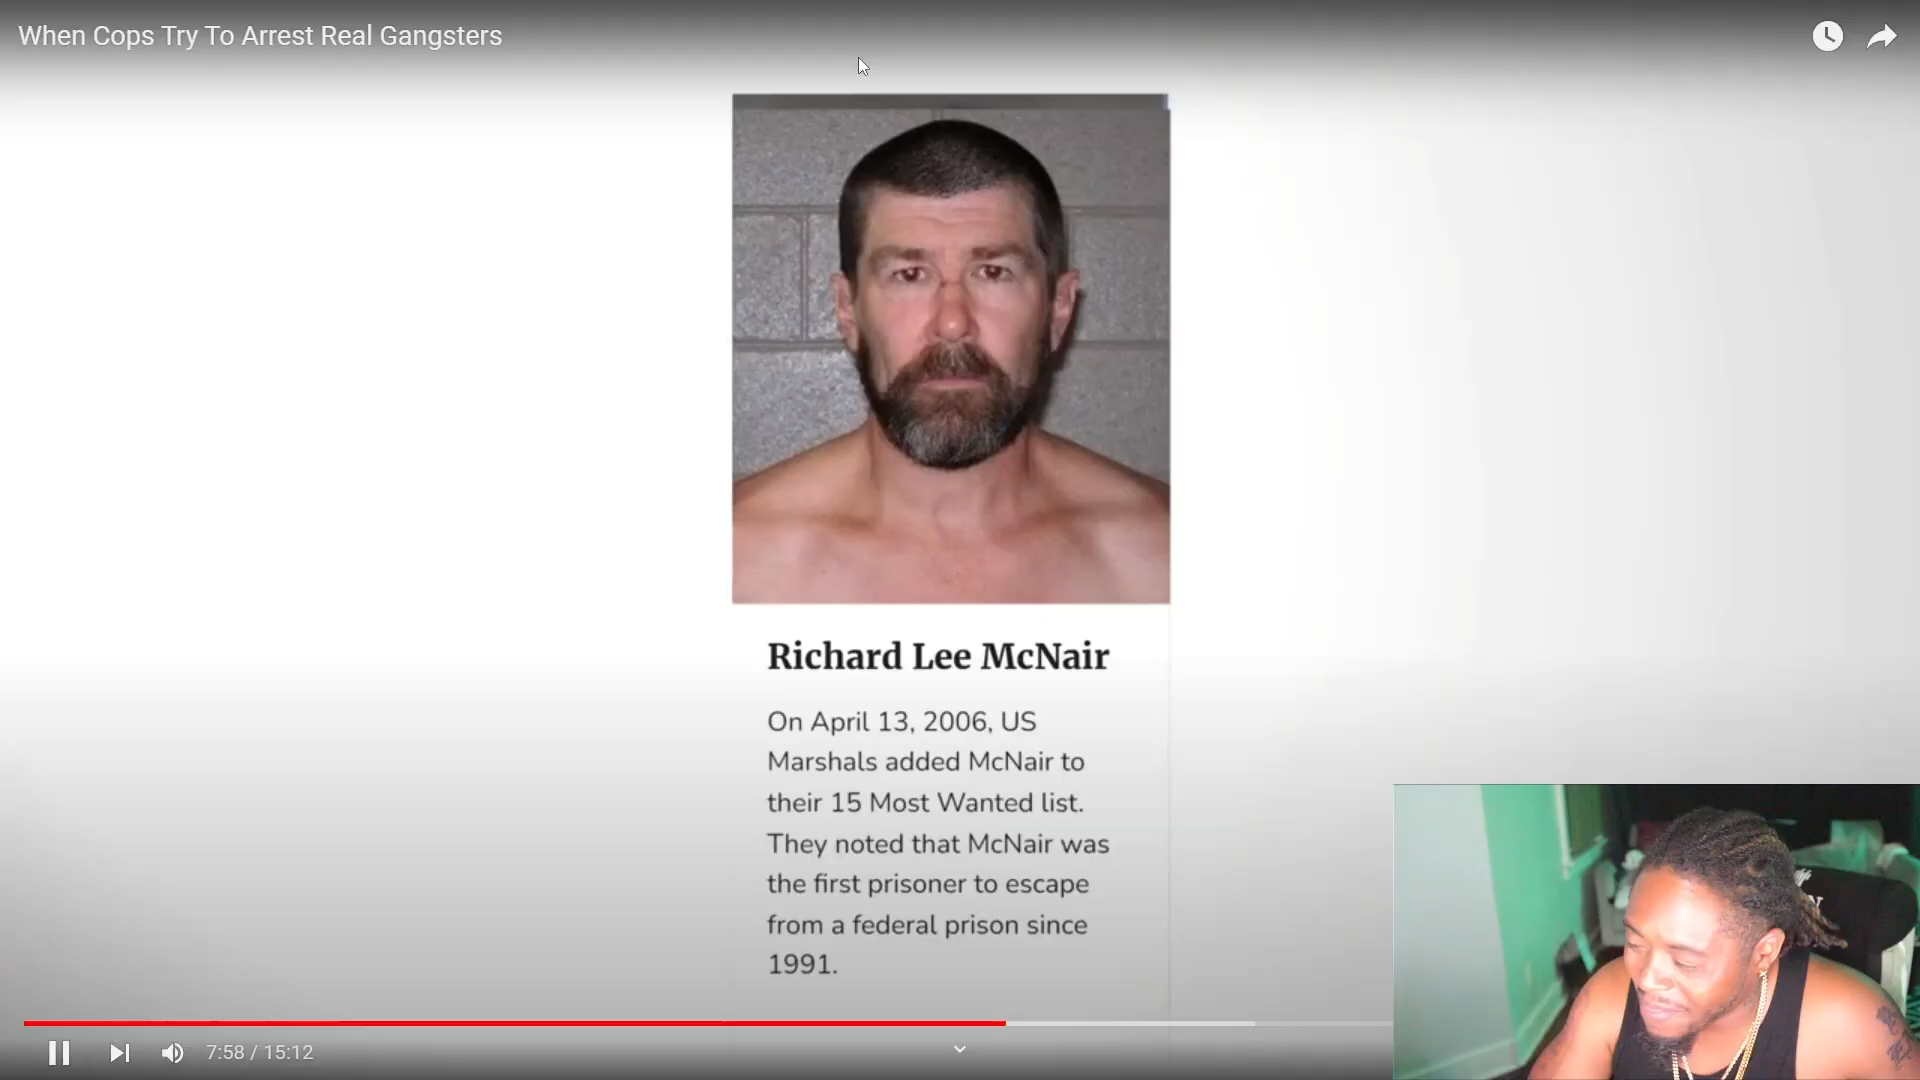 When Cops Try To Arrest Real Gangsters
Richard Lee McNair
On April 13, 2006, US
Marshals added McNair to
their 15 Most Wanted list.
They noted that McNair was
the first prisoner to escape
from a federal prison since
1991.
7:58 / 15:12